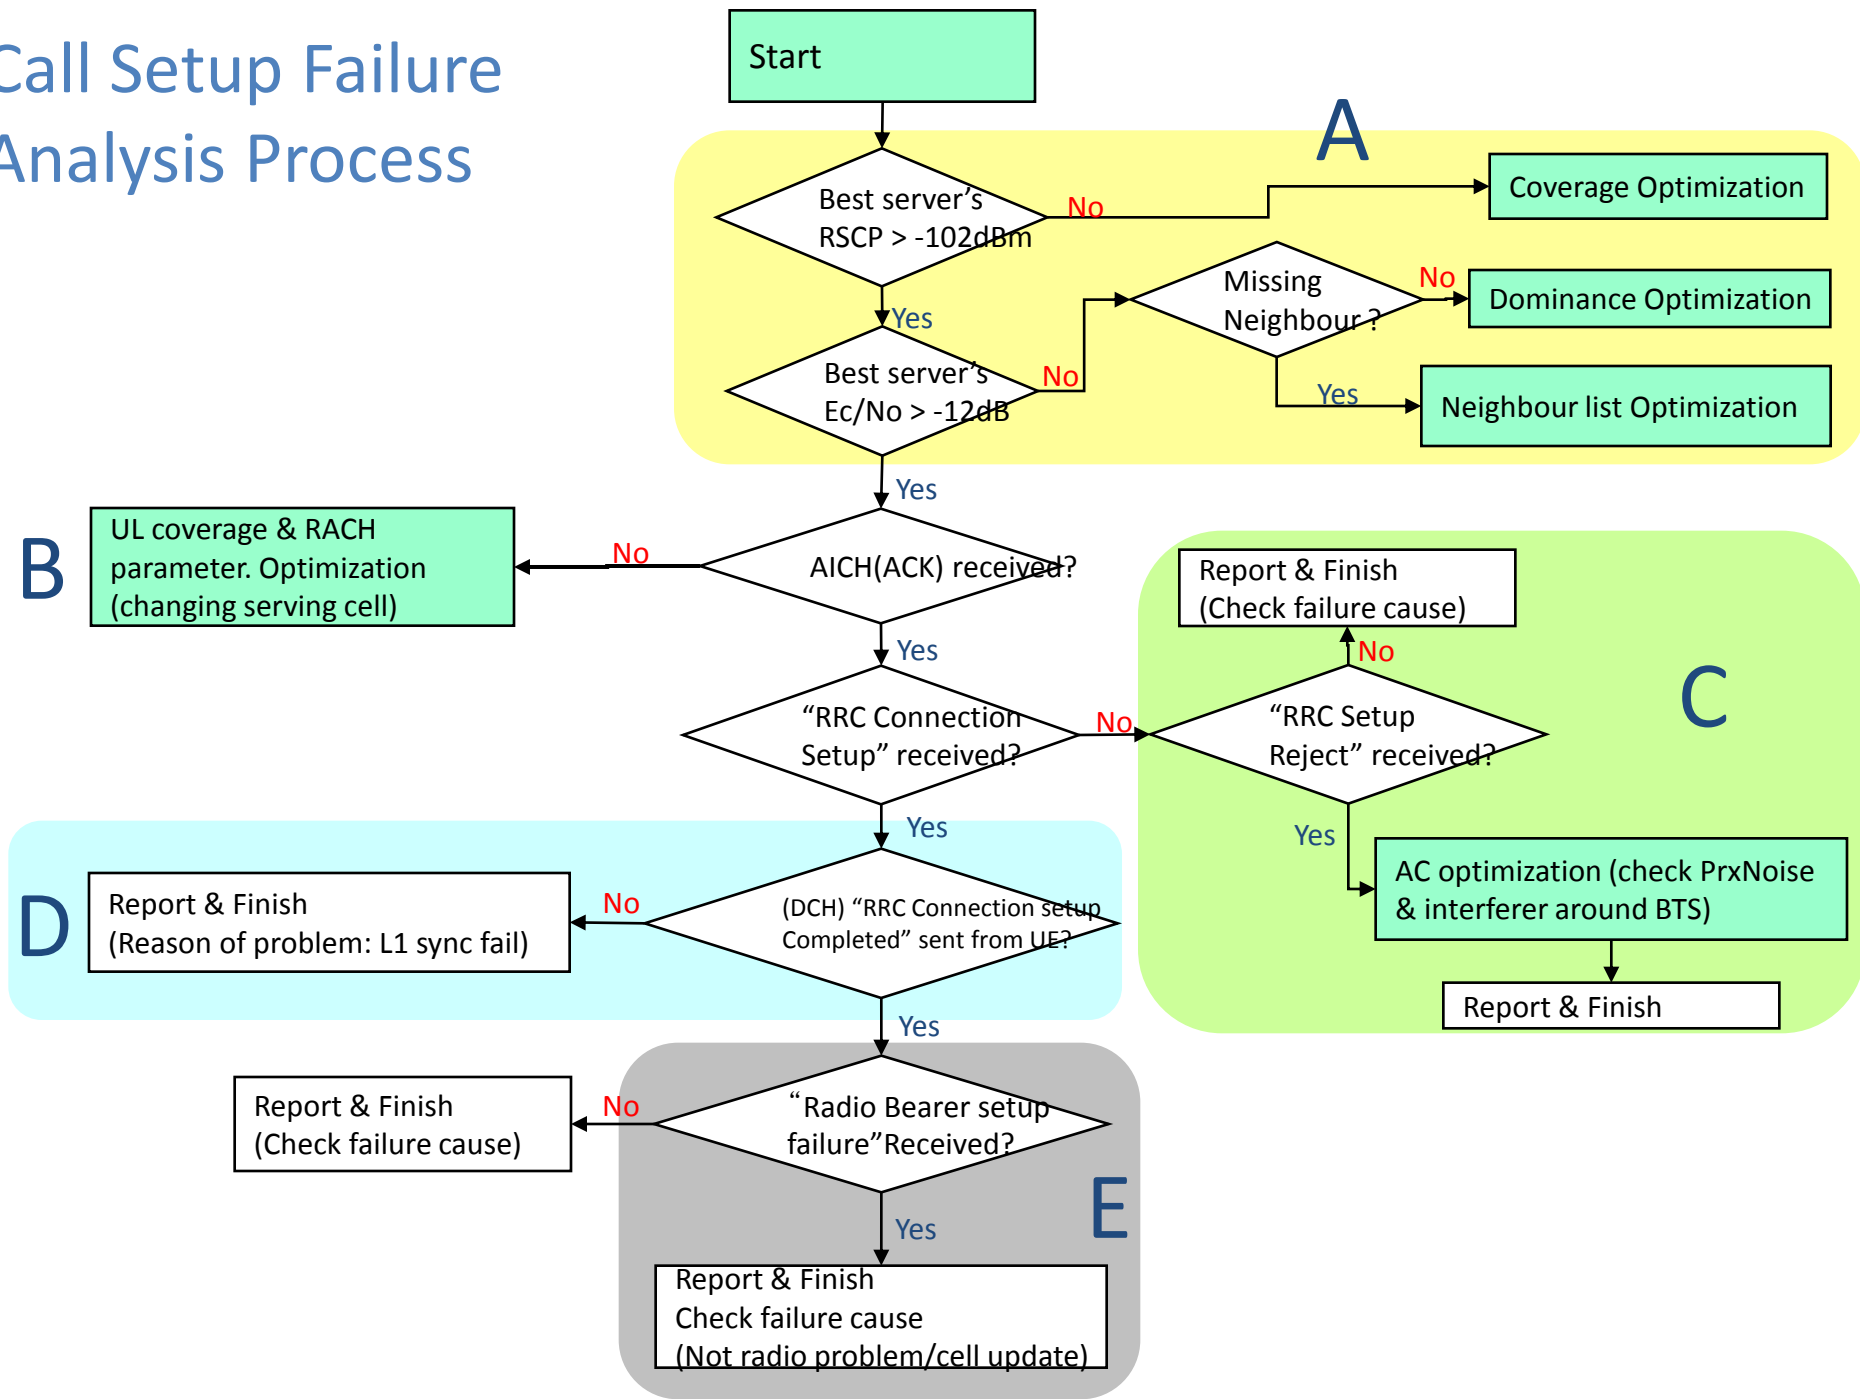 Call Setup Failure
Analysis Process
Start
A
Best server's
RSCP > -102dBm
No
Coverage Optimization
Yes
Missing
Neighbour ?
No
Dominance Optimization
Best server's
Ec/No > -12dB
No
Yes
Neighbour list Optimization
Yes
B
UL coverage & RACH
parameter. Optimization
(changing serving cell)
No
AICH(ACK) received?
Yes
C
Report & Finish
(Check failure cause)
No
“RRC Connection
Setup” received?
No
“RRC Setup
Reject” received?
Yes
Yes
AC optimization (check PrxNoise
& interferer around BTS)
Report & Finish
D
Report & Finish
(Reason of problem: L1 sync fail)
No
(DCH) “RRC Connection setup
Completed” sent from UE?
Yes
Report & Finish
(Check failure cause)
No
“Radio Bearer setup
failure”Received?
E
Yes
Report & Finish
Check failure cause
(Not radio problem/cell update)